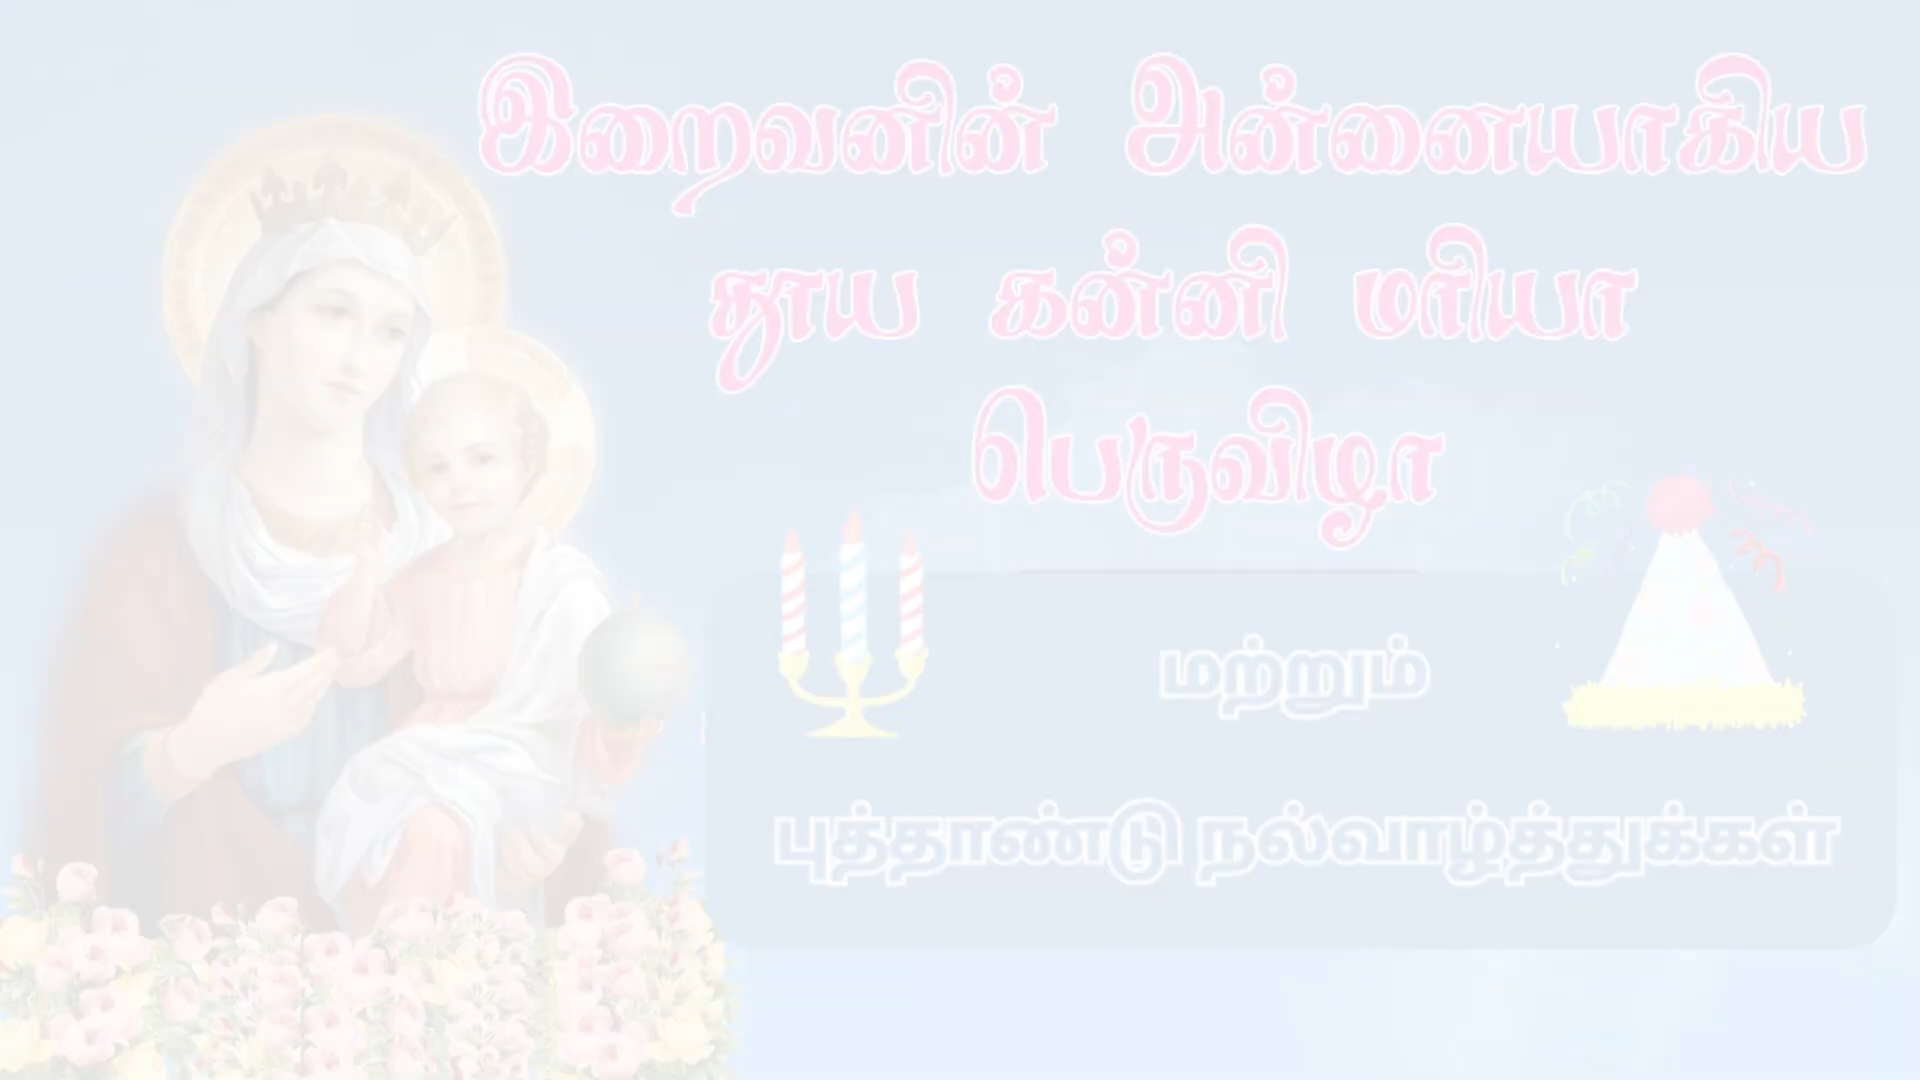 இறைவனின் அன்னையாகிய
தூய கன்னி மரியா
பெருவிழா
மற்றும்
புத்தாண்டு நல்வாழ்த்துக்கள்